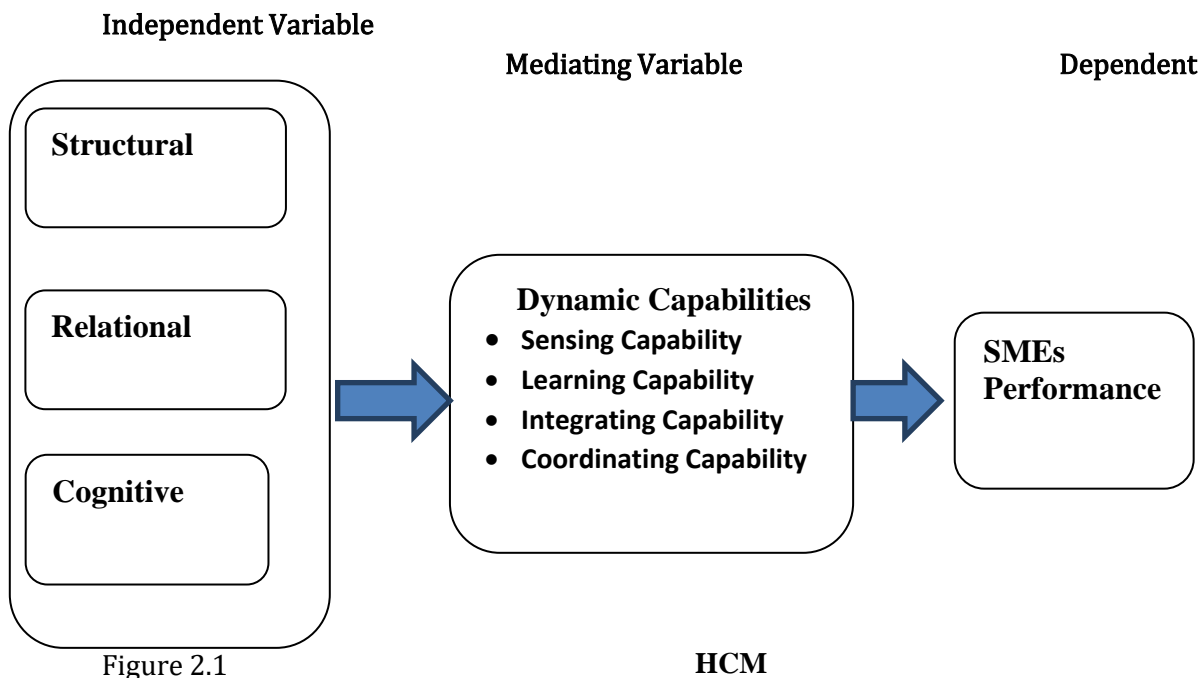 Independent Variable
Mediating Variable
Dependent
Structural
Relational
Cognitive
Dynamic Capabilities
• Sensing Capability
• Learning Capability
• Integrating Capability
• Coordinating Capability
SMEs
Performance
Figure 2.1
HCM